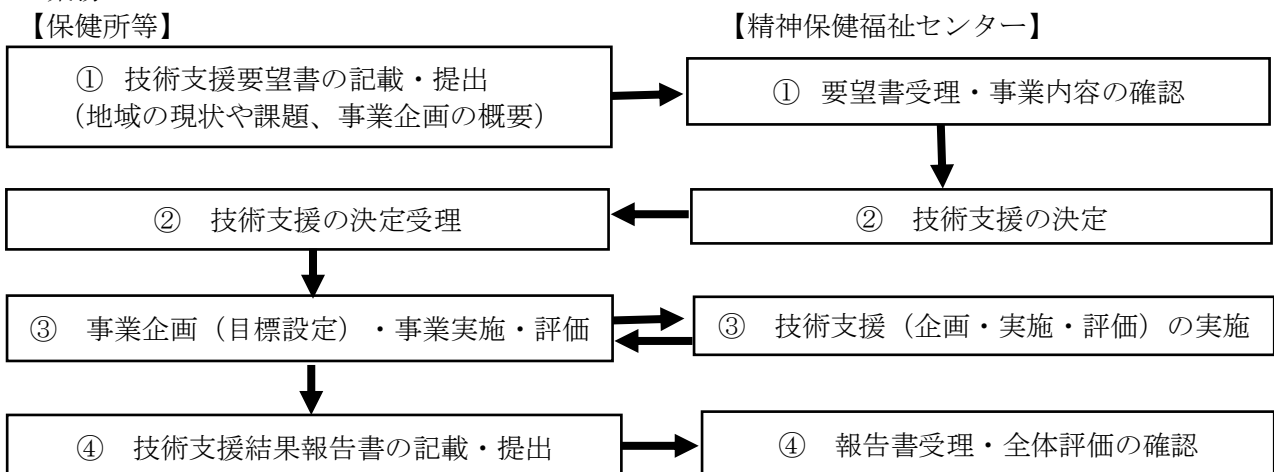 【保健所等】
【精神保健福祉センター】
① 技術支援要望書の記載・提出
（地域の現状や課題、事業企画の概要）
① 要望書受理・事業内容の確認
② 技術支援の決定受理
② 技術支援の決定
③ 事業企画（目標設定）・事業実施・評価
③ 技術支援（企画・実施・評価）の実施
④ 技術支援結果報告書の記載・提出
④ 報告書受理・全体評価の確認